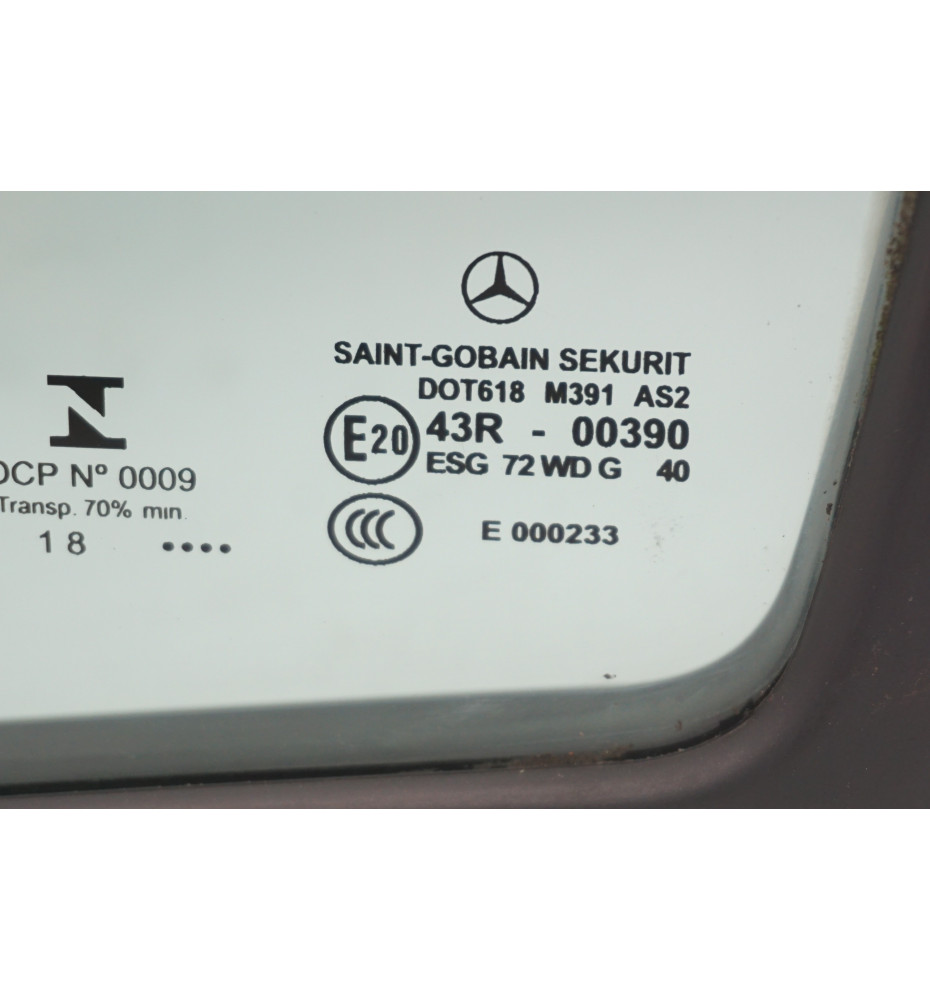 SAINT-GOBAIN SEKURIT
DOT618 M391 AS2
E20 43R - 00390
ESG 72 WD G 40
CCC E 000233
OCP Nº 0009
Transp. 70% min.
18 ....